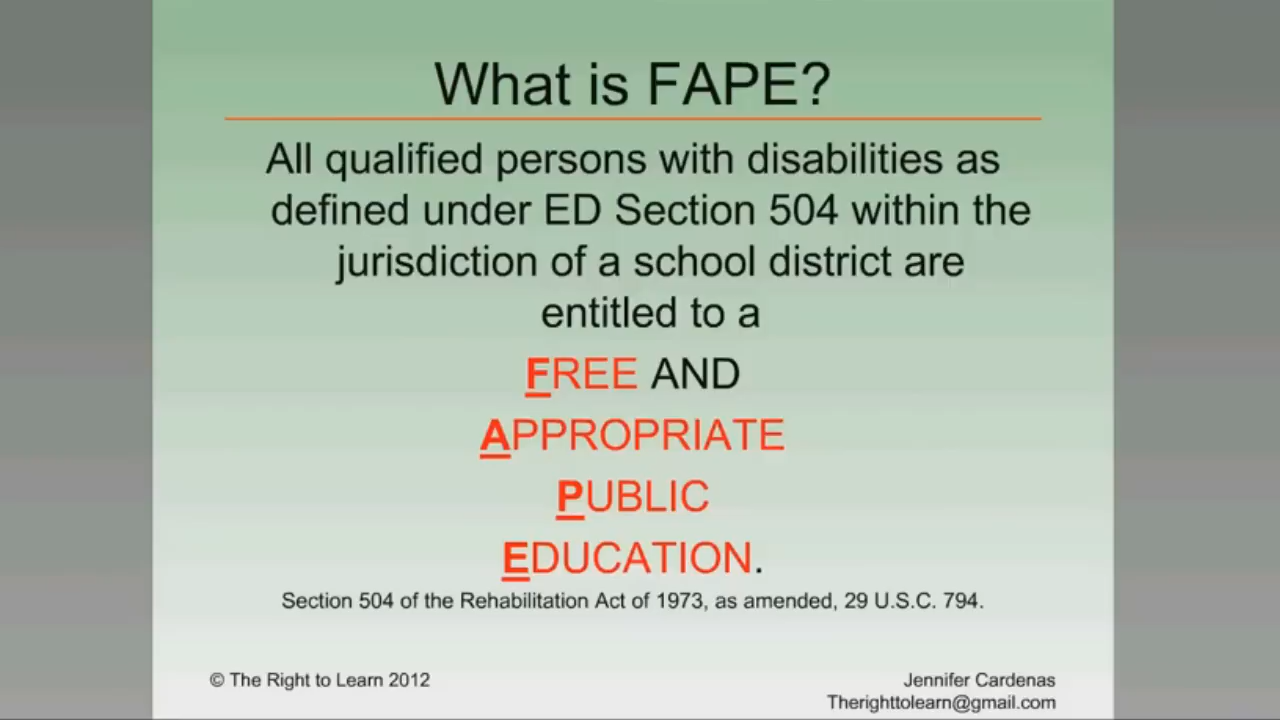 What is FAPE?
All qualified persons with disabilities as
defined under ED Section 504 within the
jurisdiction of a school district are
entitled to a
FREE AND
APPROPRIATE
PUBLIC
EDUCATION.
Section 504 of the Rehabilitation Act of 1973, as amended, 29 U.S.C. 794.
© The Right to Learn 2012
Jennifer Cardenas
Therighttolearn@gmail.com